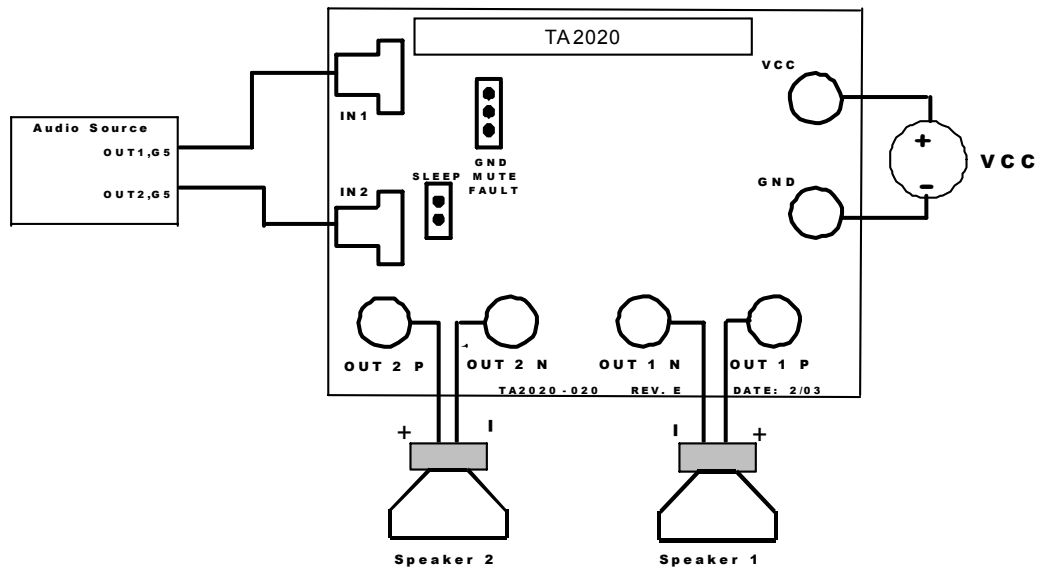 TA2020
VCC
Audio Source
OUT1,G5
OUT2,G5
IN1
GND
MUTE
FAULT
SLEEP
IN2
GND
+
–
VCC
OUT 2 P
OUT 2 N
OUT 1 N
OUT 1 P
TA2020-020 REV. E DATE: 2/03
+
I
I
+
Speaker 2
Speaker 1